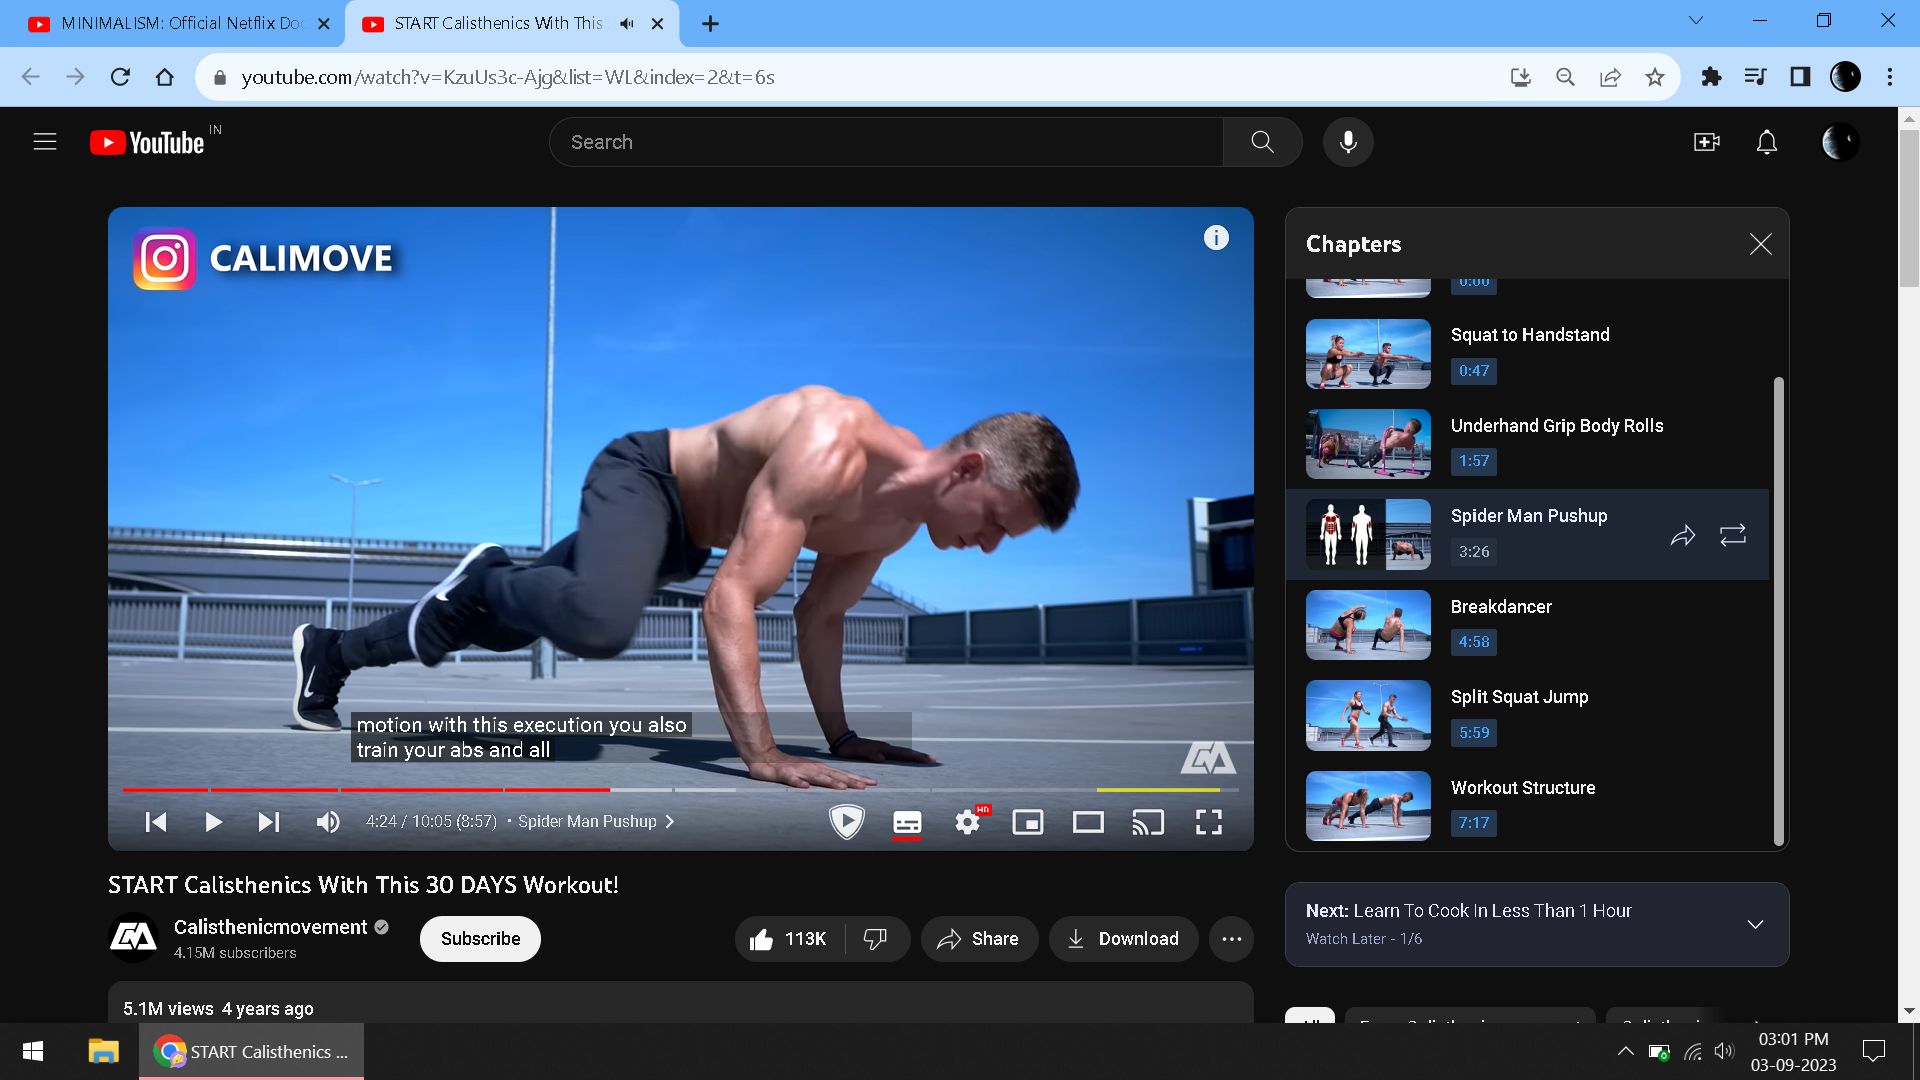 MINIMALISM: Official Netflix Doc
START Calisthenics With This
youtube.com/watch?v=KzuUs3c-Ajg&list=WL&index=2&t=6s
YouTube IN
Search
CALIMOVE
Chapters
0:00
Squat to Handstand
0:47
Underhand Grip Body Rolls
1:57
Spider Man Pushup
3:26
Breakdancer
4:58
Split Squat Jump
5:59
Workout Structure
7:17
motion with this execution you also
train your abs and all
4:24 / 10:05 (8:57) • Spider Man Pushup
HD
START Calisthenics With This 30 DAYS Workout!
Calisthenicmovement
4.15M subscribers
Subscribe
113K
Share
Download
Next: Learn To Cook In Less Than 1 Hour
Watch Later - 1/6
5.1M views 4 years ago
START Calisthenics ...
03:01 PM
03-09-2023